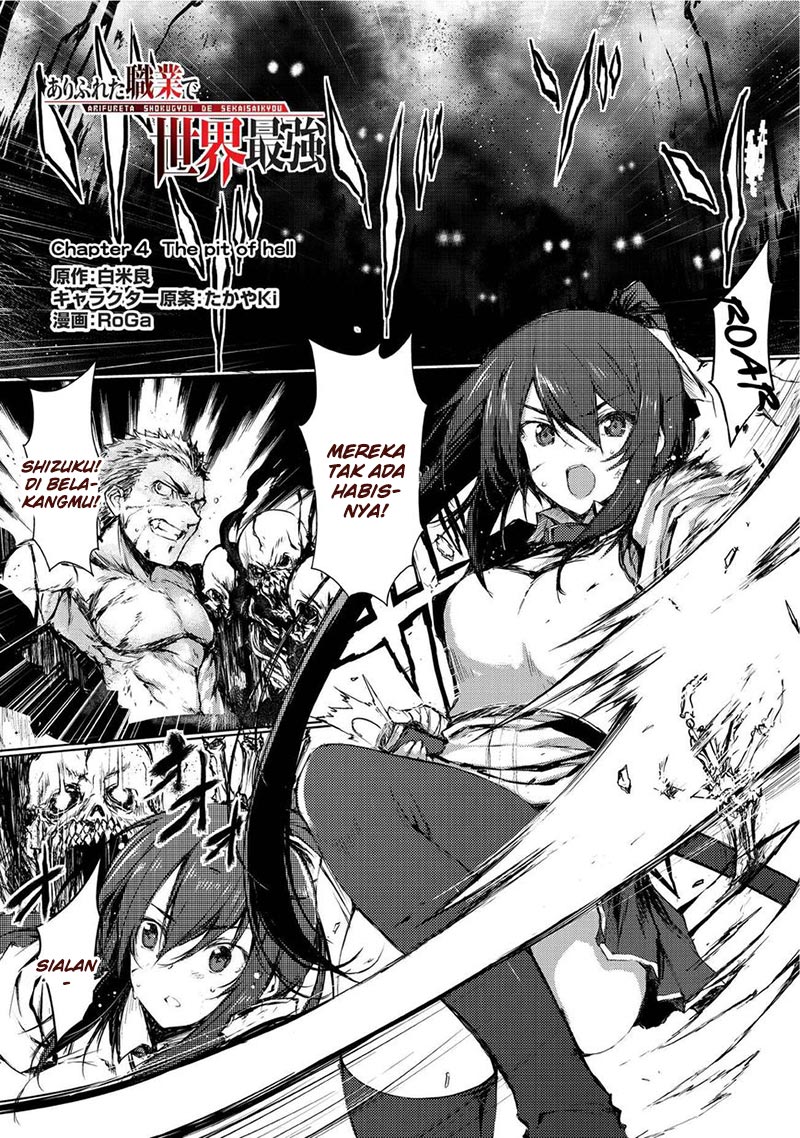 ありふれた職業で
ARIFURETA SHOKUGYOU DE SEKAISAIKYOU
世界最強
Chapter 4 The pit of hell
原作:白米良
キャラクター原案:たかやKi
漫画:RoGa
ROAR
MEREKA
TAK ADA
HABIS-
NYA!
SHIZUKU!
DI BELA-
KANGMU!
SIALAN
-